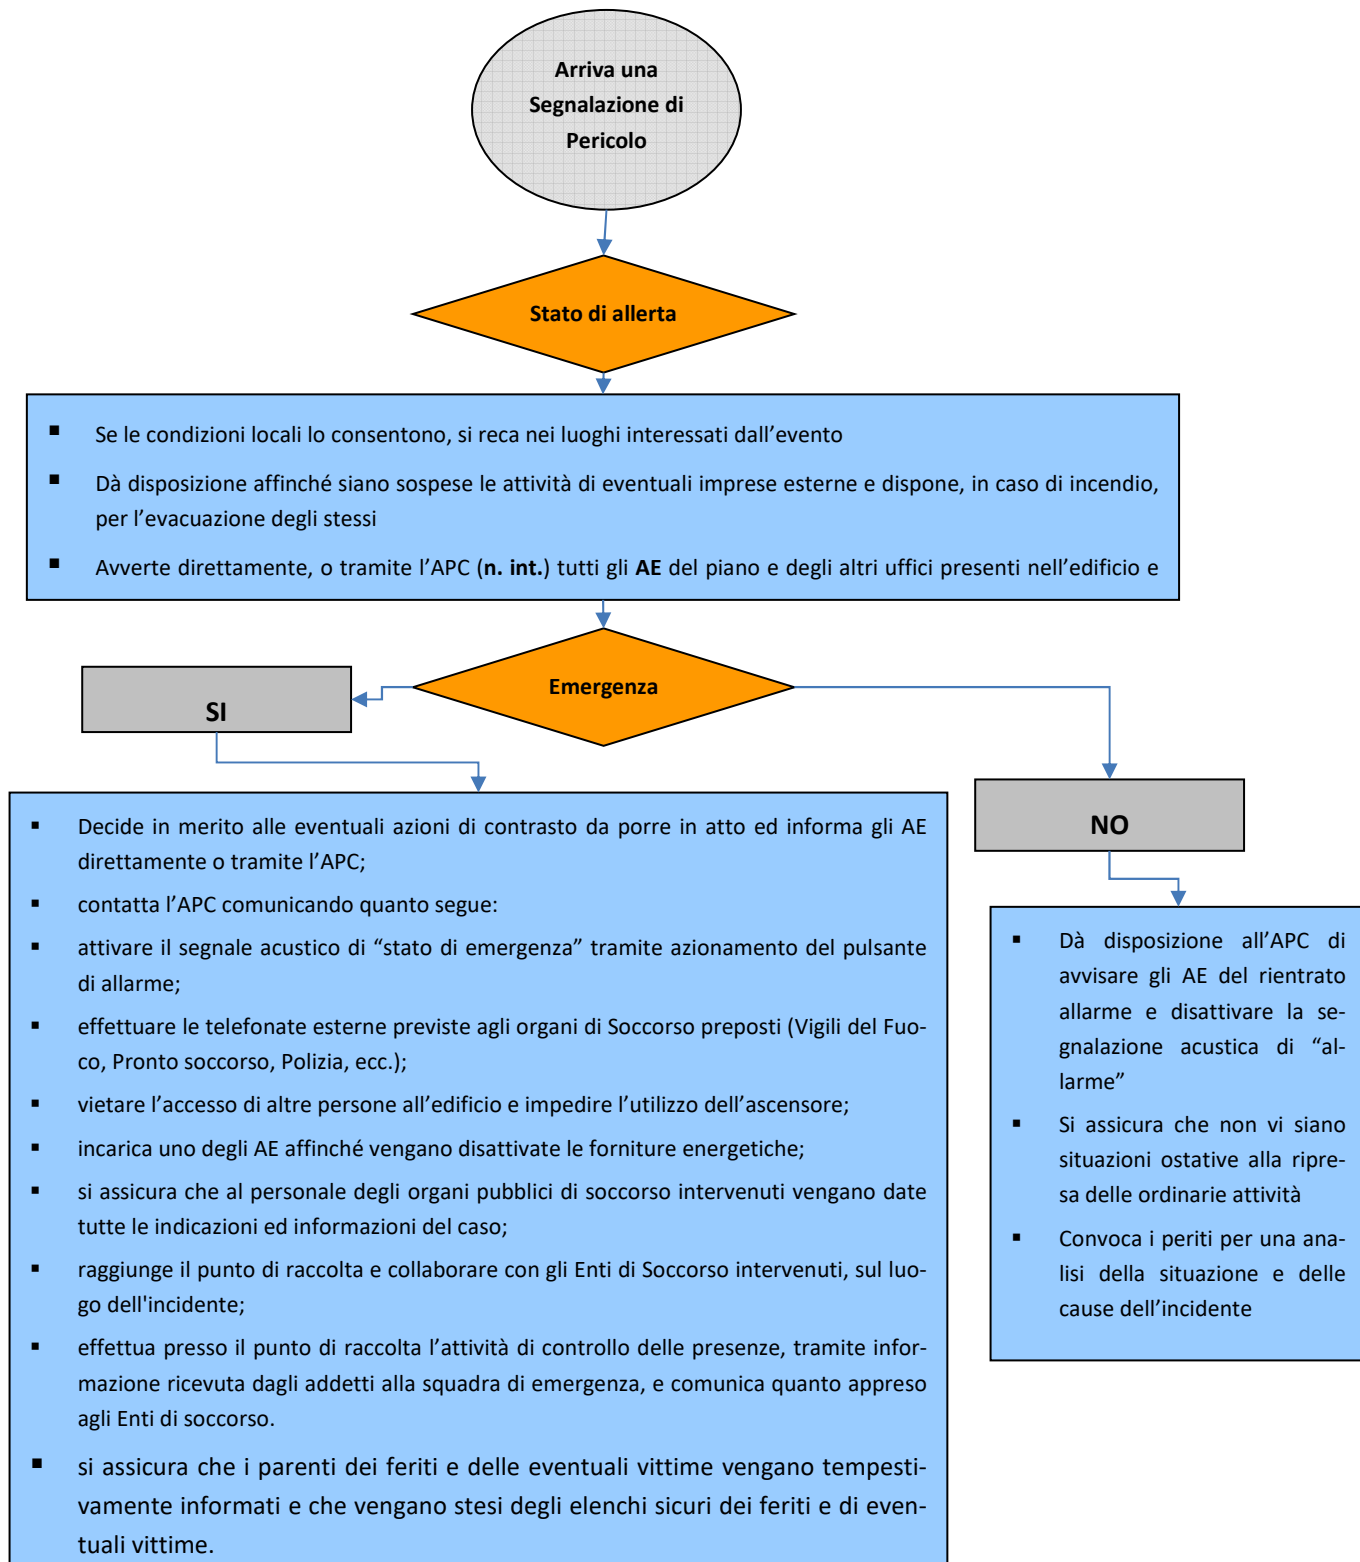 Arriva una
Segnalazione di
Pericolo
Stato di allerta
▪ Se le condizioni locali lo consentono, si reca nei luoghi interessati dall’evento
▪ Dà disposizione affinché siano sospese le attività di eventuali imprese esterne e dispone, in caso di incendio,
per l’evacuazione degli stessi
▪ Avverte direttamente, o tramite l’APC (n. int.) tutti gli AE del piano e degli altri uffici presenti nell’edificio e
Emergenza
SI
▪ Decide in merito alle eventuali azioni di contrasto da porre in atto ed informa gli AE
direttamente o tramite l’APC;
▪ contatta l’APC comunicando quanto segue:
▪ attivare il segnale acustico di “stato di emergenza” tramite azionamento del pulsante
di allarme;
▪ effettuare le telefonate esterne previste agli organi di Soccorso preposti (Vigili del Fuo-
co, Pronto soccorso, Polizia, ecc.);
▪ vietare l’accesso di altre persone all’edificio e impedire l’utilizzo dell’ascensore;
▪ incarica uno degli AE affinché vengano disattivate le forniture energetiche;
▪ si assicura che al personale degli organi pubblici di soccorso intervenuti vengano date
tutte le indicazioni ed informazioni del caso;
▪ raggiunge il punto di raccolta e collaborare con gli Enti di Soccorso intervenuti, sul luo-
go dell'incidente;
▪ effettua presso il punto di raccolta l’attività di controllo delle presenze, tramite infor-
mazione ricevuta dagli addetti alla squadra di emergenza, e comunica quanto appreso
agli Enti di soccorso.
▪ si assicura che i parenti dei feriti e delle eventuali vittime vengano tempesti-
vamente informati e che vengano stesi degli elenchi sicuri dei feriti e di even-
tuali vittime.
NO
▪ Dà disposizione all’APC di
avvisare gli AE del rientrato
allarme e disattivare la se-
gnalazione acustica di “al-
larme”
▪ Si assicura che non vi siano
situazioni ostative alla ripre-
sa delle ordinarie attività
▪ Convoca i periti per una ana-
lisi della situazione e delle
cause dell’incidente